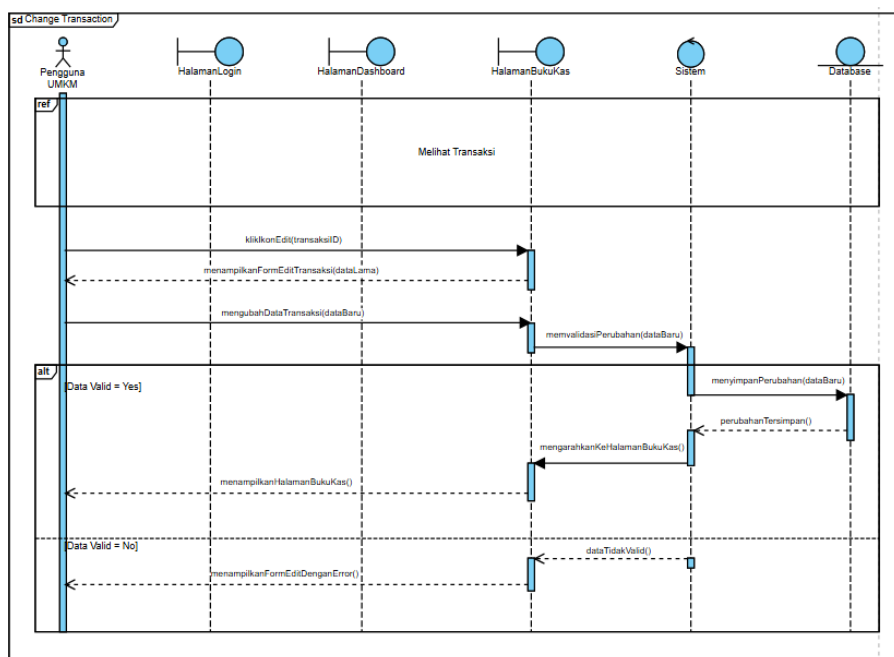 sd Change Transaction
Pengguna
UMKM
HalamanLogin
HalamanDashboard
HalamanBukuKas
Sistem
Database
ref
Melihat Transaksi
klikIkonEdit(transaksiID)
menampilkanFormEditTransaksi(dataLama)
mengubahDataTransaksi(dataBaru)
memvalidasiPerubahan(dataBaru)
alt
[Data Valid = Yes]
menyimpanPerubahan(dataBaru)
perubahanTersimpan()
mengarahkanKeHalamanBukuKas()
menampilkanHalamanBukuKas()
[Data Valid = No]
dataTidakValid()
menampilkanFormEditDenganError()